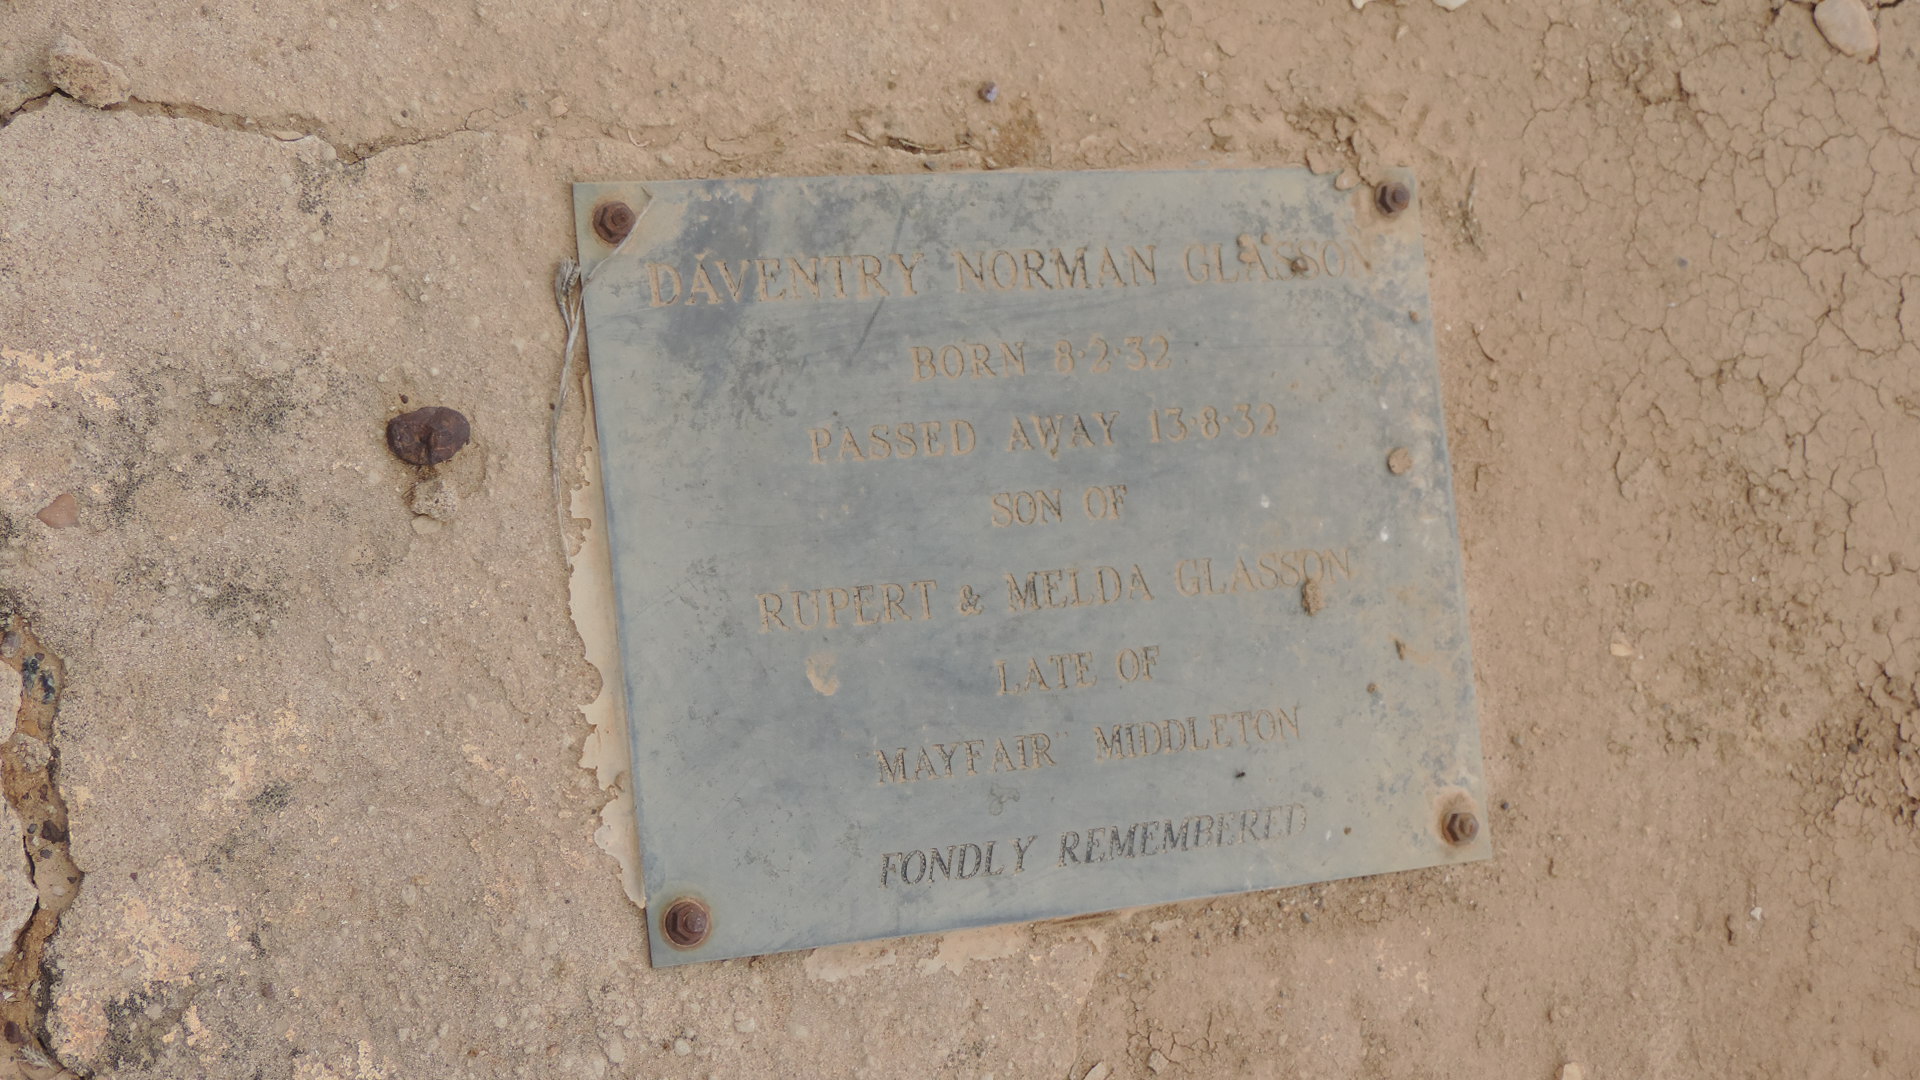 DAVENTRY NORMAN GLASSON
BORN 8·2·32
PASSED AWAY 13·8·32
SON OF
RUPERT & MELDA GLASSON
LATE OF
"MAYFAIR" MIDDLETON
FONDLY REMEMBERED